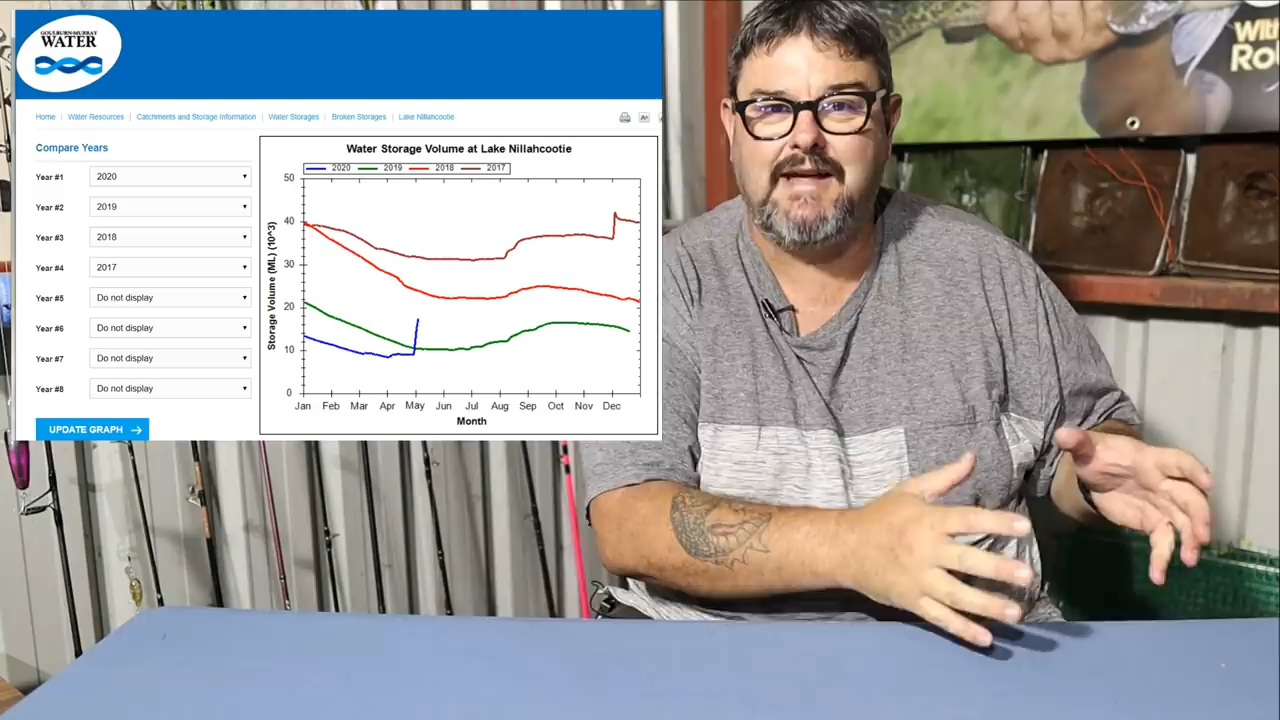 GOULBURN-MURRAY
WATER
Home | Water Resources | Catchments and Storage Information | Water Storages | Broken Storages | Lake Nillahcootie
A+
Compare Years
Year #1 2020
Year #2 2019
Year #3 2018
Year #4 2017
Year #5 Do not display
Year #6 Do not display
Year #7 Do not display
Year #8 Do not display
UPDATE GRAPH →
Water Storage Volume at Lake Nillahcootie
2020 2019 2018 2017
Storage Volume (ML) (10^3)
50
40
30
20
10
0
Jan Feb Mar Apr May Jun Jul Aug Sep Oct Nov Dec
Month